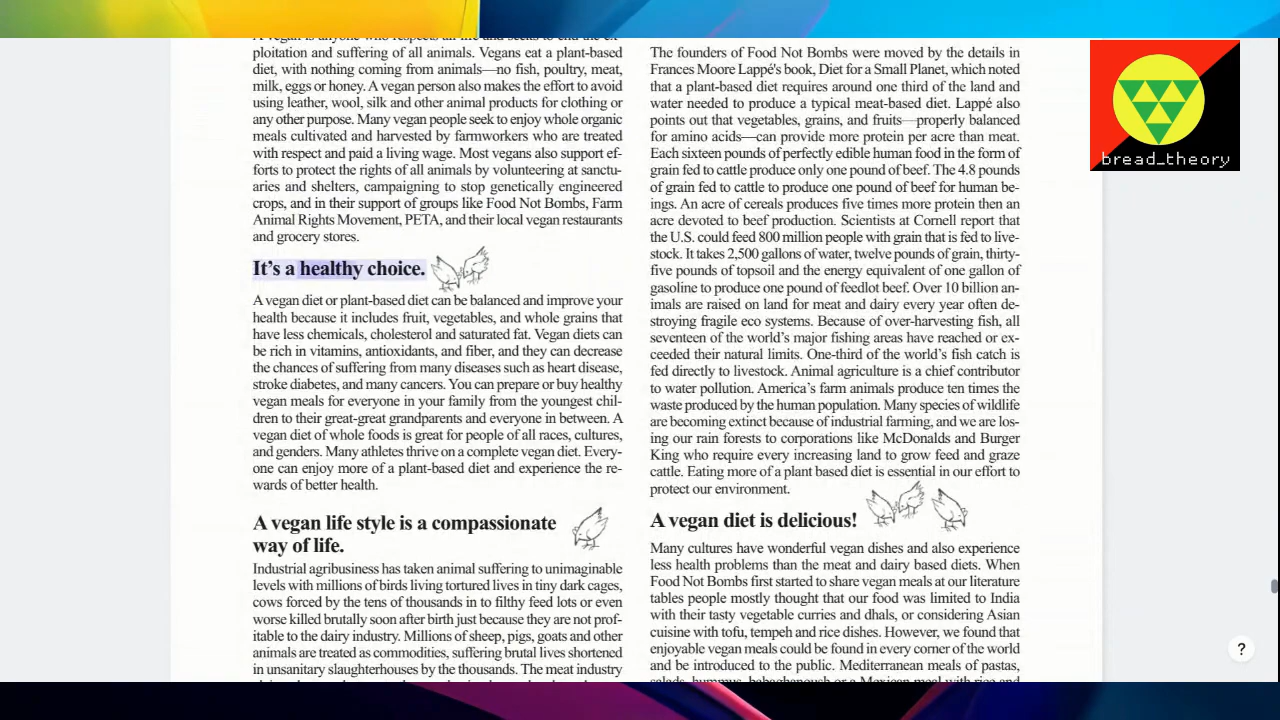 ploitation and suffering of all animals. Vegans eat a plant-based
diet, with nothing coming from animals—no fish, poultry, meat,
milk, eggs or honey. A vegan person also makes the effort to avoid
using leather, wool, silk and other animal products for clothing or
any other purpose. Many vegan people seek to enjoy whole organic
meals cultivated and harvested by farmworkers who are treated
with respect and paid a living wage. Most vegans also support ef-
forts to protect the rights of all animals by volunteering at sanctu-
aries and shelters, campaigning to stop genetically engineered
crops, and in their support of groups like Food Not Bombs, Farm
Animal Rights Movement, PETA, and their local vegan restaurants
and grocery stores.
It's a healthy choice.
A vegan diet or plant-based diet can be balanced and improve your
health because it includes fruit, vegetables, and whole grains that
have less chemicals, cholesterol and saturated fat. Vegan diets can
be rich in vitamins, antioxidants, and fiber, and they can decrease
the chances of suffering from many diseases such as heart disease,
stroke diabetes, and many cancers. You can prepare or buy healthy
vegan meals for everyone in your family from the youngest chil-
dren to their great-great grandparents and everyone in between. A
vegan diet of whole foods is great for people of all races, cultures,
and genders. Many athletes thrive on a complete vegan diet. Every-
one can enjoy more of a plant-based diet and experience the re-
wards of better health.
A vegan life style is a compassionate
way of life.
Industrial agribusiness has taken animal suffering to unimaginable
levels with millions of birds living tortured lives in tiny dark cages,
cows forced by the tens of thousands in to filthy feed lots or even
worse killed brutally soon after birth just because they are not prof-
itable to the dairy industry. Millions of sheep, pigs, goats and other
animals are treated as commodities, suffering brutal lives shortened
in unsanitary slaughterhouses by the thousands. The meat industry
The founders of Food Not Bombs were moved by the details in
Frances Moore Lappé's book, Diet for a Small Planet, which noted
that a plant-based diet requires around one third of the land and
water needed to produce a typical meat-based diet. Lappé also
points out that vegetables, grains, and fruits—properly balanced
for amino acids—can provide more protein per acre than meat.
Each sixteen pounds of perfectly edible human food in the form of
grain fed to cattle produce only one pound of beef. The 4.8 pounds
of grain fed to cattle to produce one pound of beef for human be-
ings. An acre of cereals produces five times more protein then an
acre devoted to beef production. Scientists at Cornell report that
the U.S. could feed 800 million people with grain that is fed to live-
stock. It takes 2,500 gallons of water, twelve pounds of grain, thirty-
five pounds of topsoil and the energy equivalent of one gallon of
gasoline to produce one pound of feedlot beef. Over 10 billion an-
imals are raised on land for meat and dairy every year often de-
stroying fragile eco systems. Because of over-harvesting fish, all
seventeen of the world's major fishing areas have reached or ex-
ceeded their natural limits. One-third of the world's fish catch is
fed directly to livestock. Animal agriculture is a chief contributor
to water pollution. America's farm animals produce ten times the
waste produced by the human population. Many species of wildlife
are becoming extinct because of industrial farming, and we are los-
ing our rain forests to corporations like McDonalds and Burger
King who require every increasing land to grow feed and graze
cattle. Eating more of a plant based diet is essential in our effort to
protect our environment.
A vegan diet is delicious!
Many cultures have wonderful vegan dishes and also experience
less health problems than the meat and dairy based diets. When
Food Not Bombs first started to share vegan meals at our literature
tables people mostly thought that our food was limited to India
with their tasty vegetable curries and dhals, or considering Asian
cuisine with tofu, tempeh and rice dishes. However, we found that
enjoyable vegan meals could be found in every corner of the world
and be introduced to the public. Mediterranean meals of pastas,
salads, hummus, babaghanoush or a Mexican meal with rice and
bread_theory
?